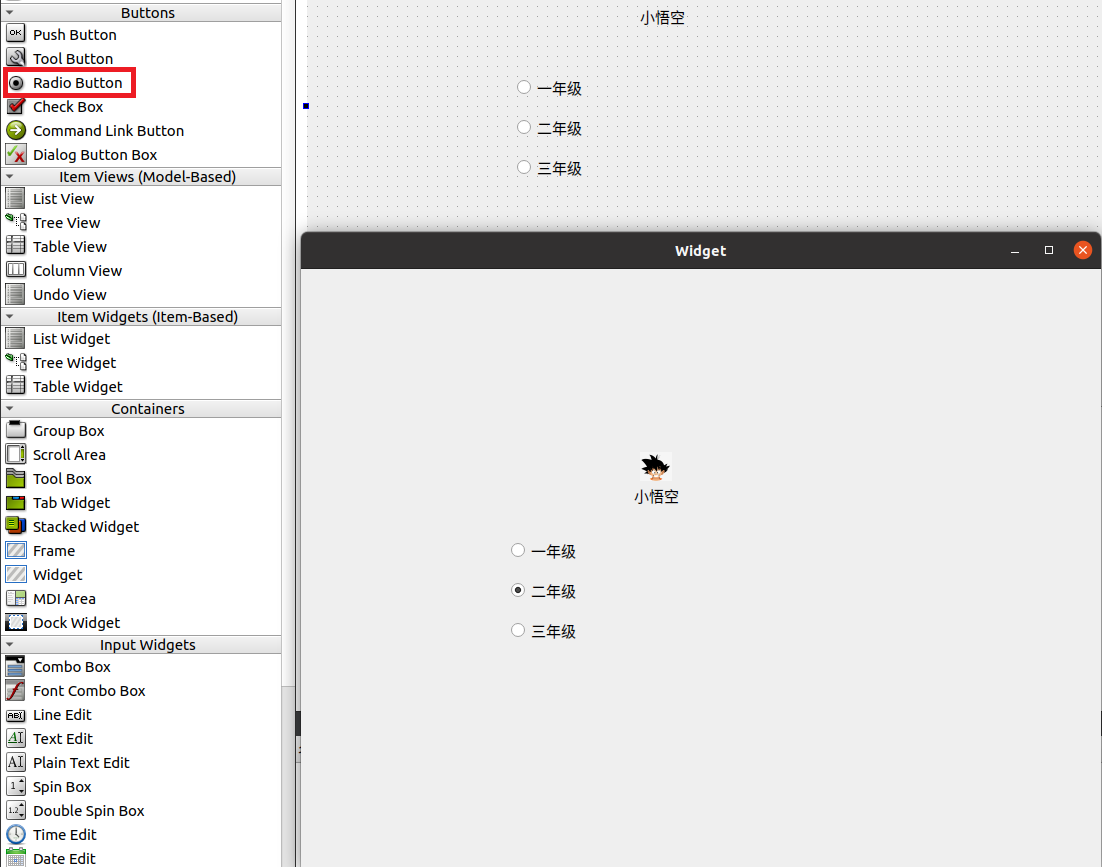 Buttons
Push Button
Tool Button
Radio Button
Check Box
Command Link Button
Dialog Button Box
Item Views (Model-Based)
List View
Tree View
Table View
Column View
Undo View
Item Widgets (Item-Based)
List Widget
Tree Widget
Table Widget
Containers
Group Box
Scroll Area
Tool Box
Tab Widget
Stacked Widget
Frame
Widget
MDI Area
Dock Widget
Input Widgets
Combo Box
Font Combo Box
Line Edit
Text Edit
Plain Text Edit
Spin Box
Double Spin Box
Time Edit
Date Edit
小悟空
一年级
二年级
三年级
Widget
小悟空
一年级
二年级
三年级